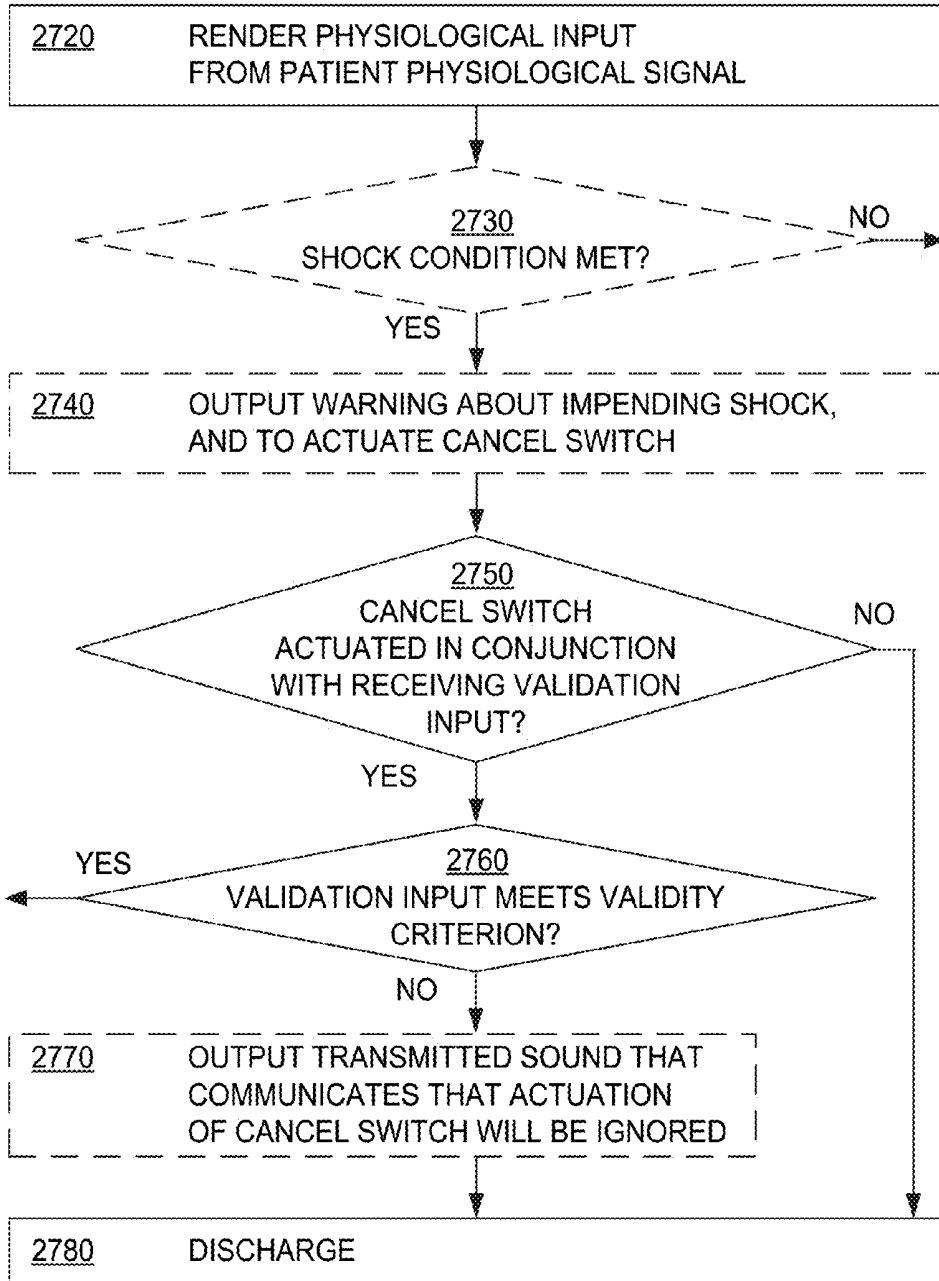 2720 RENDER PHYSIOLOGICAL INPUT
FROM PATIENT PHYSIOLOGICAL SIGNAL
2730
SHOCK CONDITION MET?
NO
YES
2740 OUTPUT WARNING ABOUT IMPENDING SHOCK,
AND TO ACTUATE CANCEL SWITCH
2750
CANCEL SWITCH
ACTUATED IN CONJUNCTION
WITH RECEIVING VALIDATION
INPUT?
NO
YES
YES
2760
VALIDATION INPUT MEETS VALIDITY
CRITERION?
NO
2770 OUTPUT TRANSMITTED SOUND THAT
COMMUNICATES THAT ACTUATION
OF CANCEL SWITCH WILL BE IGNORED
2780 DISCHARGE